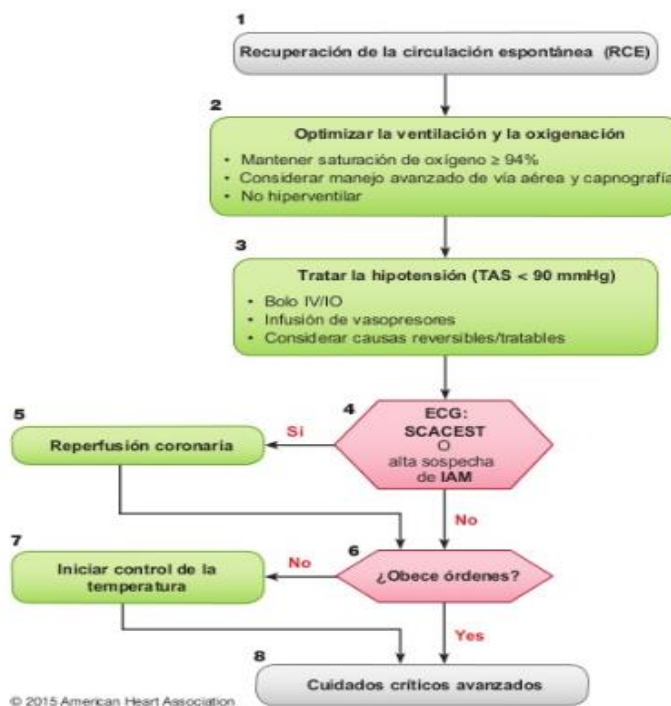 1
Recuperación de la circulación espontánea (RCE)
2
Optimizar la ventilación y la oxigenación
• Mantener saturación de oxígeno ≥ 94%
• Considerar manejo avanzado de vía aérea y capnografía
• No hiperventilar
3
Tratar la hipotensión (TAS < 90 mmHg)
• Bolo IV/IO
• Infusión de vasopresores
• Considerar causas reversibles/tratables
4
ECG:
SCACEST
O
alta sospecha
de IAM
Si
5
Reperfusión coronaria
No
6
¿Obece órdenes?
No
7
Iniciar control de la
temperatura
Yes
8
Cuidados críticos avanzados
© 2015 American Heart Association